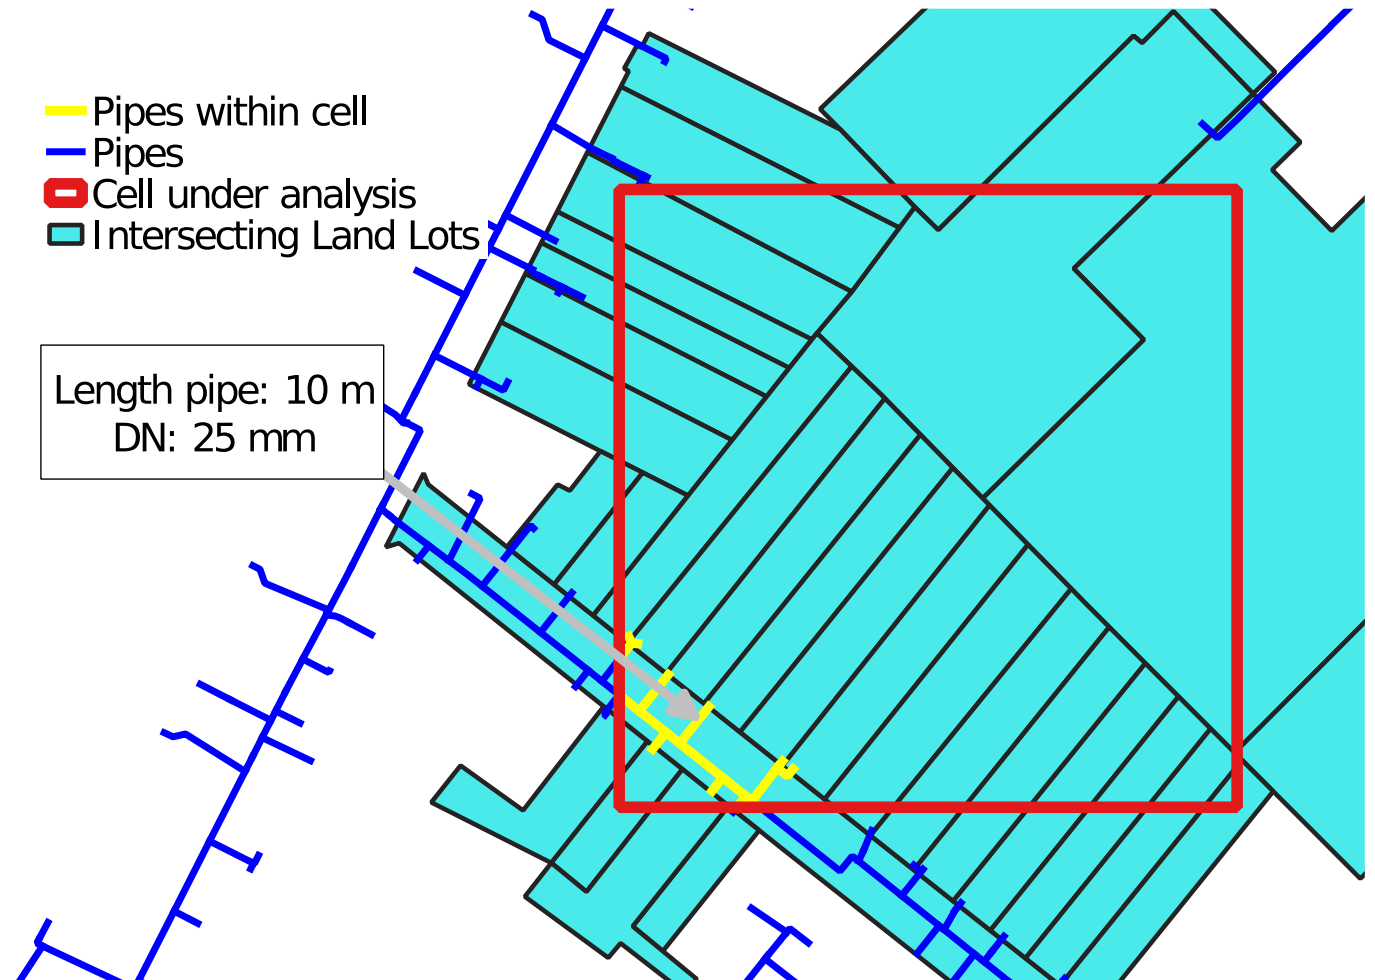 Pipes within cell
Pipes
Cell under analysis
Intersecting Land Lots
Length pipe: 10 m
DN: 25 mm